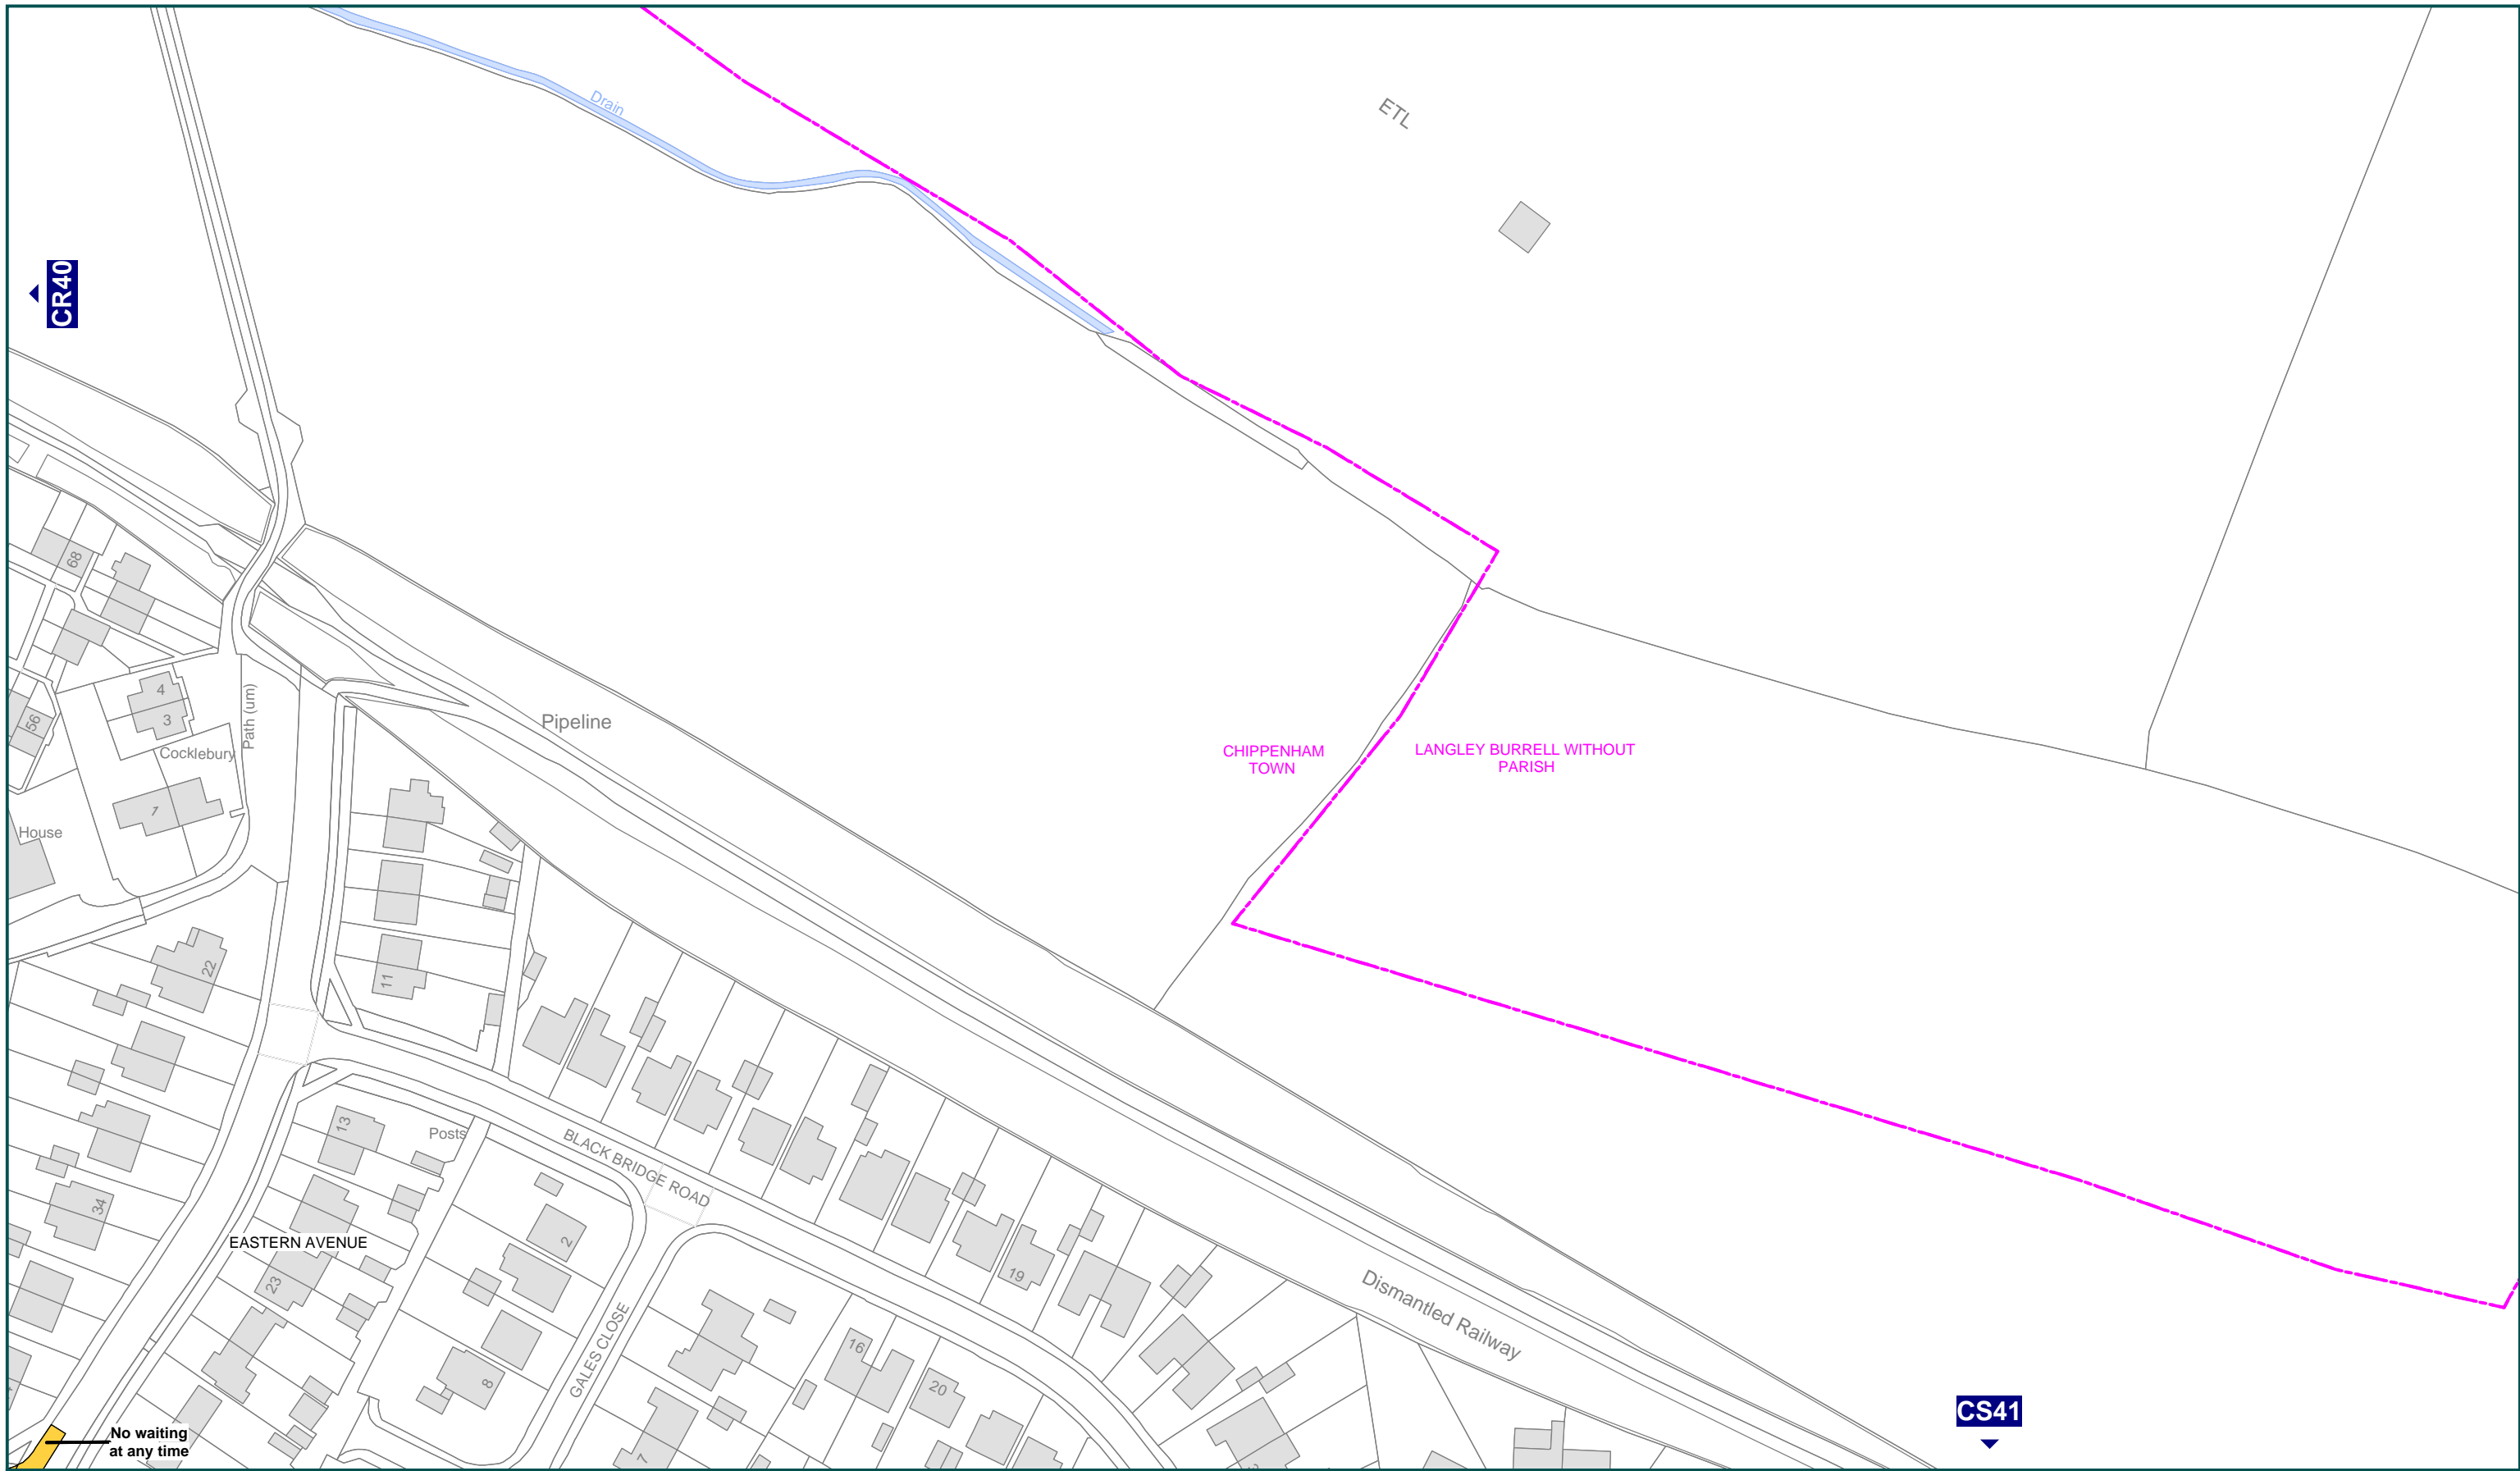 Drain
ETL
CR40
68
56
4
3
Cocklebury
Path (um)
1
House
Pipeline
CHIPPENHAM
TOWN
LANGLEY BURRELL WITHOUT
PARISH
22
11
13
Posts
BLACK BRIDGE ROAD
34
EASTERN AVENUE
2
23
19
Dismantled Railway
GALES CLOSE
8
16
20
7
CS41
No waiting
at any time